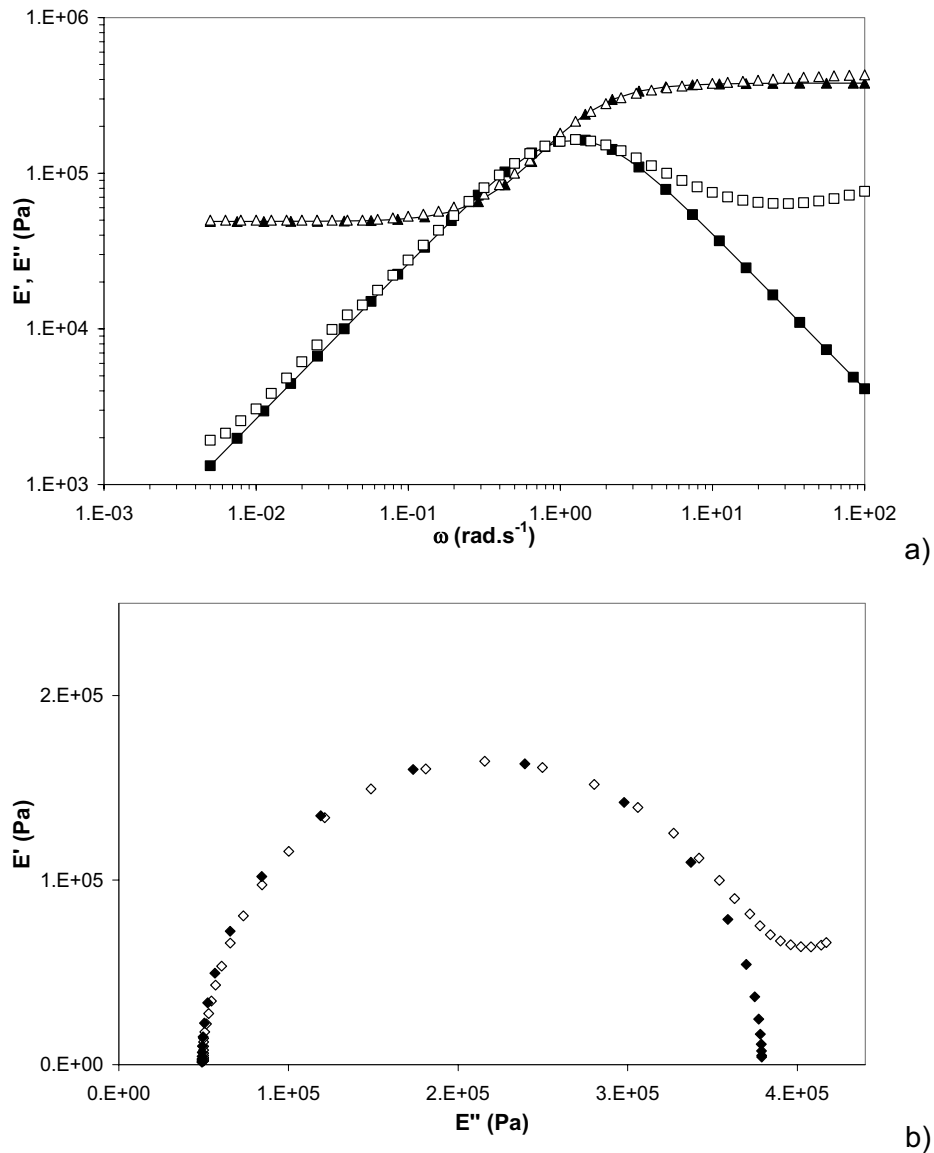 1.E+06
1.E+05
1.E+04
1.E+03
E', E'' (Pa)
1.E-03 1.E-02 1.E-01 1.E+00 1.E+01 1.E+02
ω (rad.s⁻¹)
a)
2.E+05
1.E+05
0.E+00
E' (Pa)
0.E+00 1.E+05 2.E+05 3.E+05 4.E+05
E'' (Pa)
b)